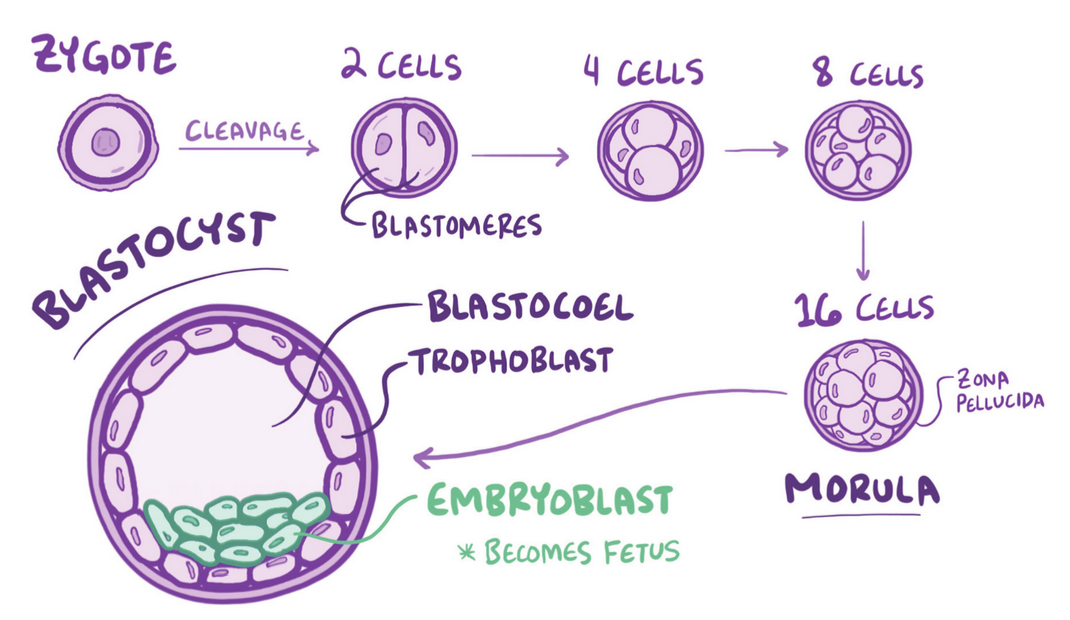 ZYGOTE
CLEAVAGE
2 CELLS
BLASTOMERES
4 CELLS
8 CELLS
16 CELLS
ZONA
PELLUCIDA
MORULA
BLASTOCYST
BLASTOCOEL
TROPHOBLAST
EMBRYOBLAST
* BECOMES FETUS